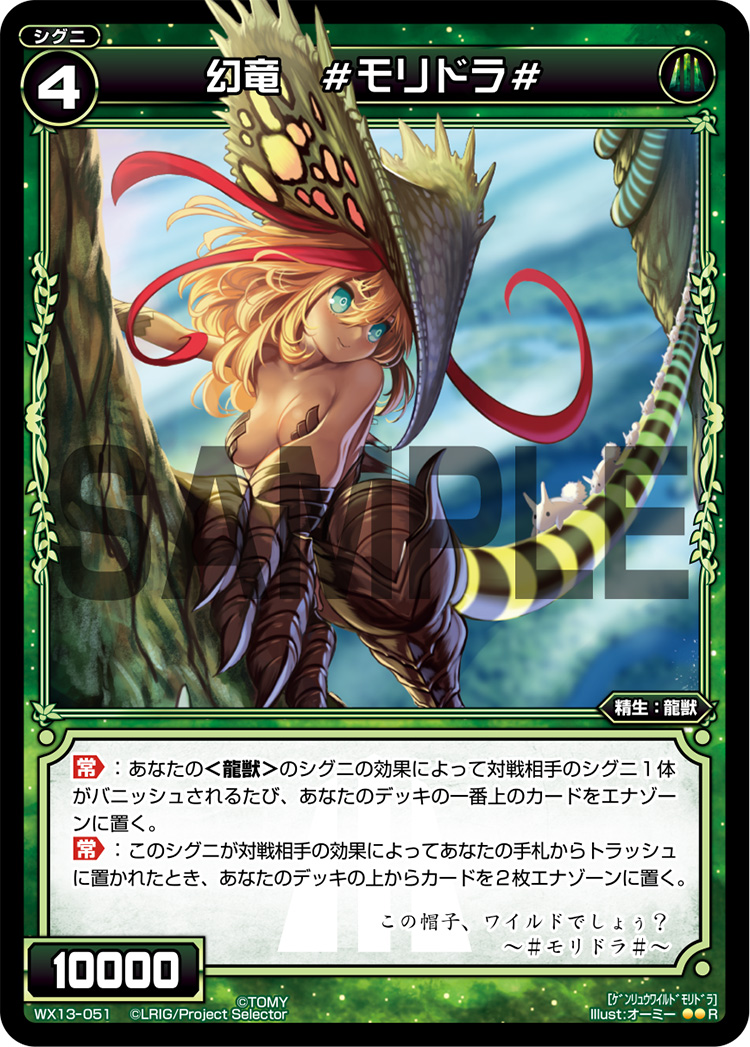 シグニ
4
幻竜　#モリドラ#
SAMPLE
精生：龍獣
常：あなたの<龍獣>のシグニの効果によって対戦相手のシグニ１体
がバニッシュされるたび、あなたのデッキの一番上のカードをエナゾー
ンに置く。
常：このシグニが対戦相手の効果によってあなたの手札からトラッシュ
に置かれたとき、あなたのデッキの上からカードを２枚エナゾーンに置く。
この帽子、ワイルドでしょぅ？
～#モリドラ#～
10000
©TOMY
WX13-051 ©LRIG/Project Selector
[ｹﾞﾝﾘｭｳﾜｲﾙﾄﾞﾓﾘﾄﾞﾗ]
Illust:オーミー R